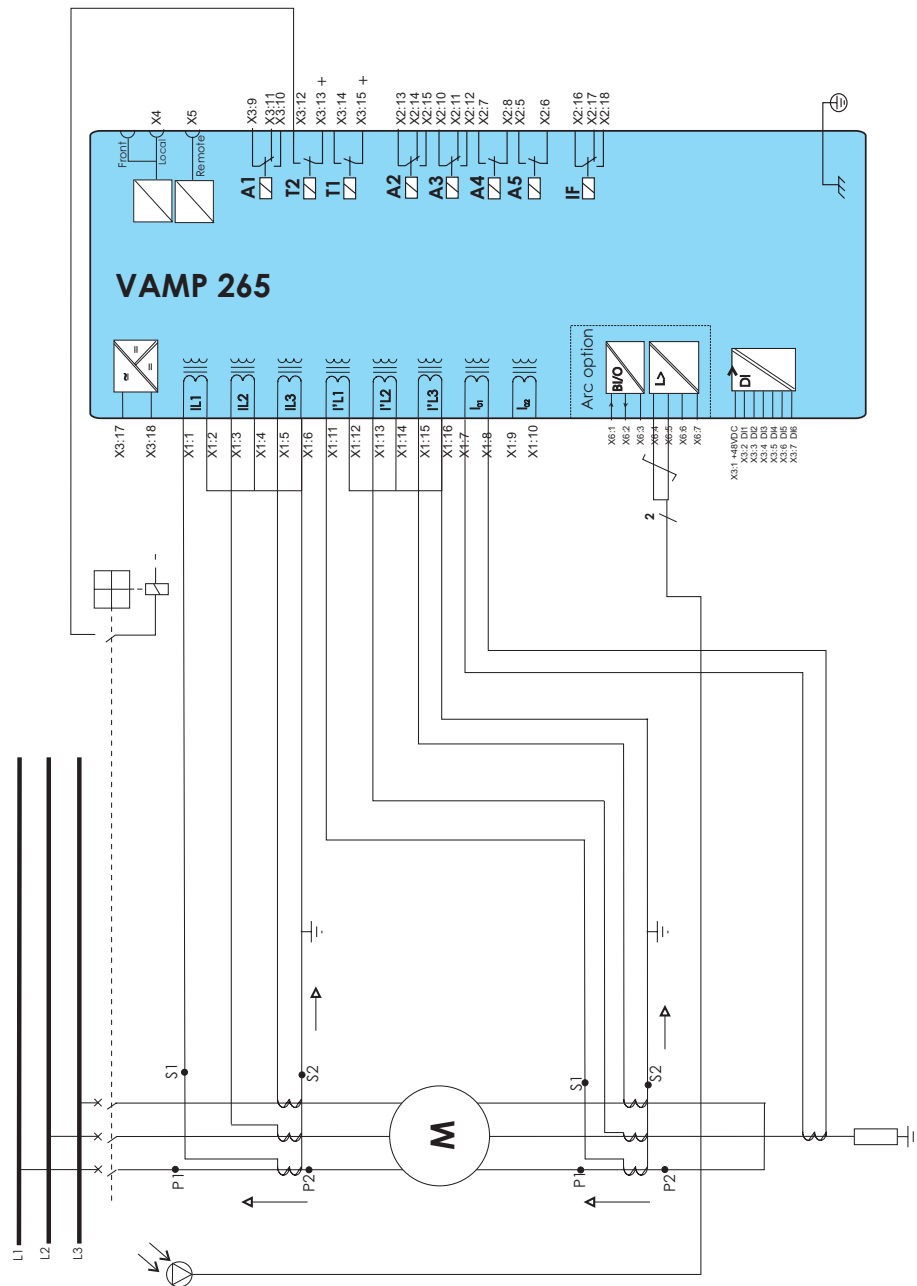 Front
Local
X4
Remote
X5
X3:9
X3:11
X3:10
X3:12
X3:13 +
X3:14
X3:15 +
X2:13
X2:14
X2:15
X2:10
X2:11
X2:12
X2:7
X2:8
X2:5
X2:6
X2:16
X2:17
X2:18
A1
T2
T1
A2
A3
A4
A5
IF
VAMP 265
Arc option
IL1
IL2
IL3
I'L1
I'L2
I'L3
I01
I02
BI/O
L>
DI
X3:17
X3:18
X1:1
X1:2
X1:3
X1:4
X1:5
X1:6
X1:11
X1:12
X1:13
X1:14
X1:15
X1:16
X1:7
X1:8
X1:9
X1:10
X6:1
X6:2
X6:3
X6:4
X6:5
X6:6
X6:7
X3:1 +48VDC
X3:2 DI1
X3:3 DI2
X3:4 DI3
X3:5 DI4
X3:6 DI5
X3:7 DI6
2
S1
S2
S1
S2
M
P1
P2
P1
P2
L1
L2
L3